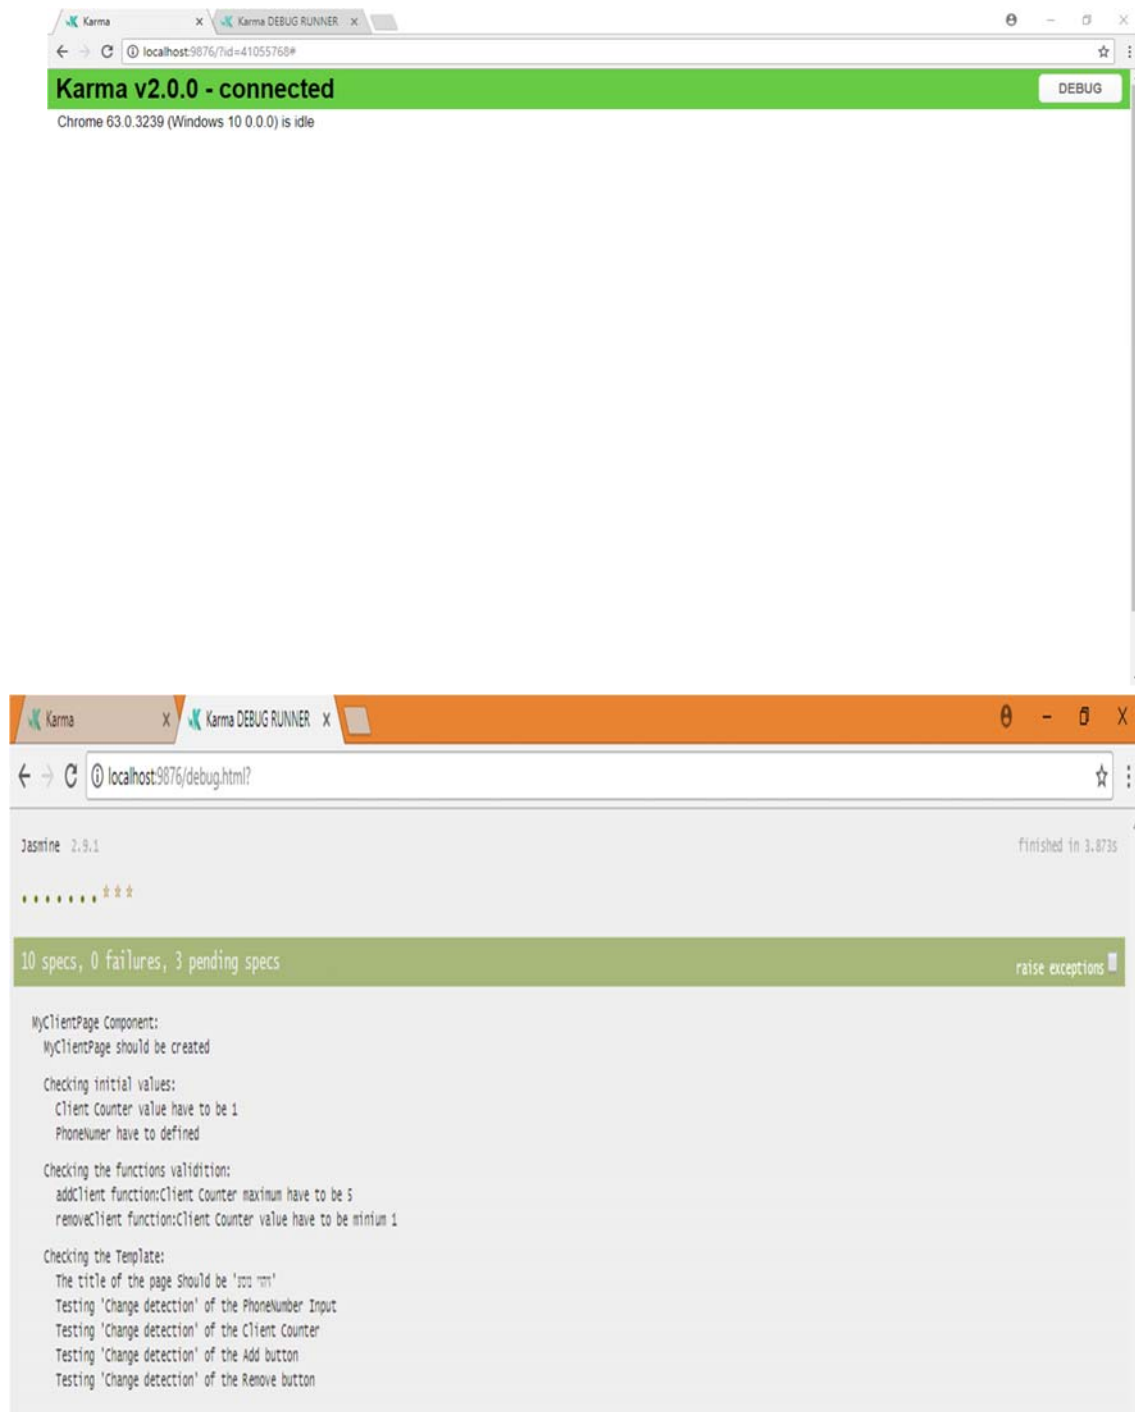 Karma
Karma DEBUG RUNNER
localhost:9876/?id=41055768#
Karma v2.0.0 - connected
DEBUG
Chrome 63.0.3239 (Windows 10 0.0.0) is idle
Karma
Karma DEBUG RUNNER
localhost:9876/debug.html?
Jasmine 2.9.1
finished in 3.873s
.......***
10 specs, 0 failures, 3 pending specs
raise exceptions
MyClientPage Component:
MyClientPage should be created
Checking initial values:
Client Counter value have to be 1
PhoneNumer have to defined
Checking the functions validition:
addClient function:Client Counter maximum have to be 5
removeClient function:Client Counter value have to be minium 1
Checking the Template:
The title of the page Should be '
Testing 'Change detection' of the PhoneNumber Input
Testing 'Change detection' of the Client Counter
Testing 'Change detection' of the Add button
Testing 'Change detection' of the Remove button